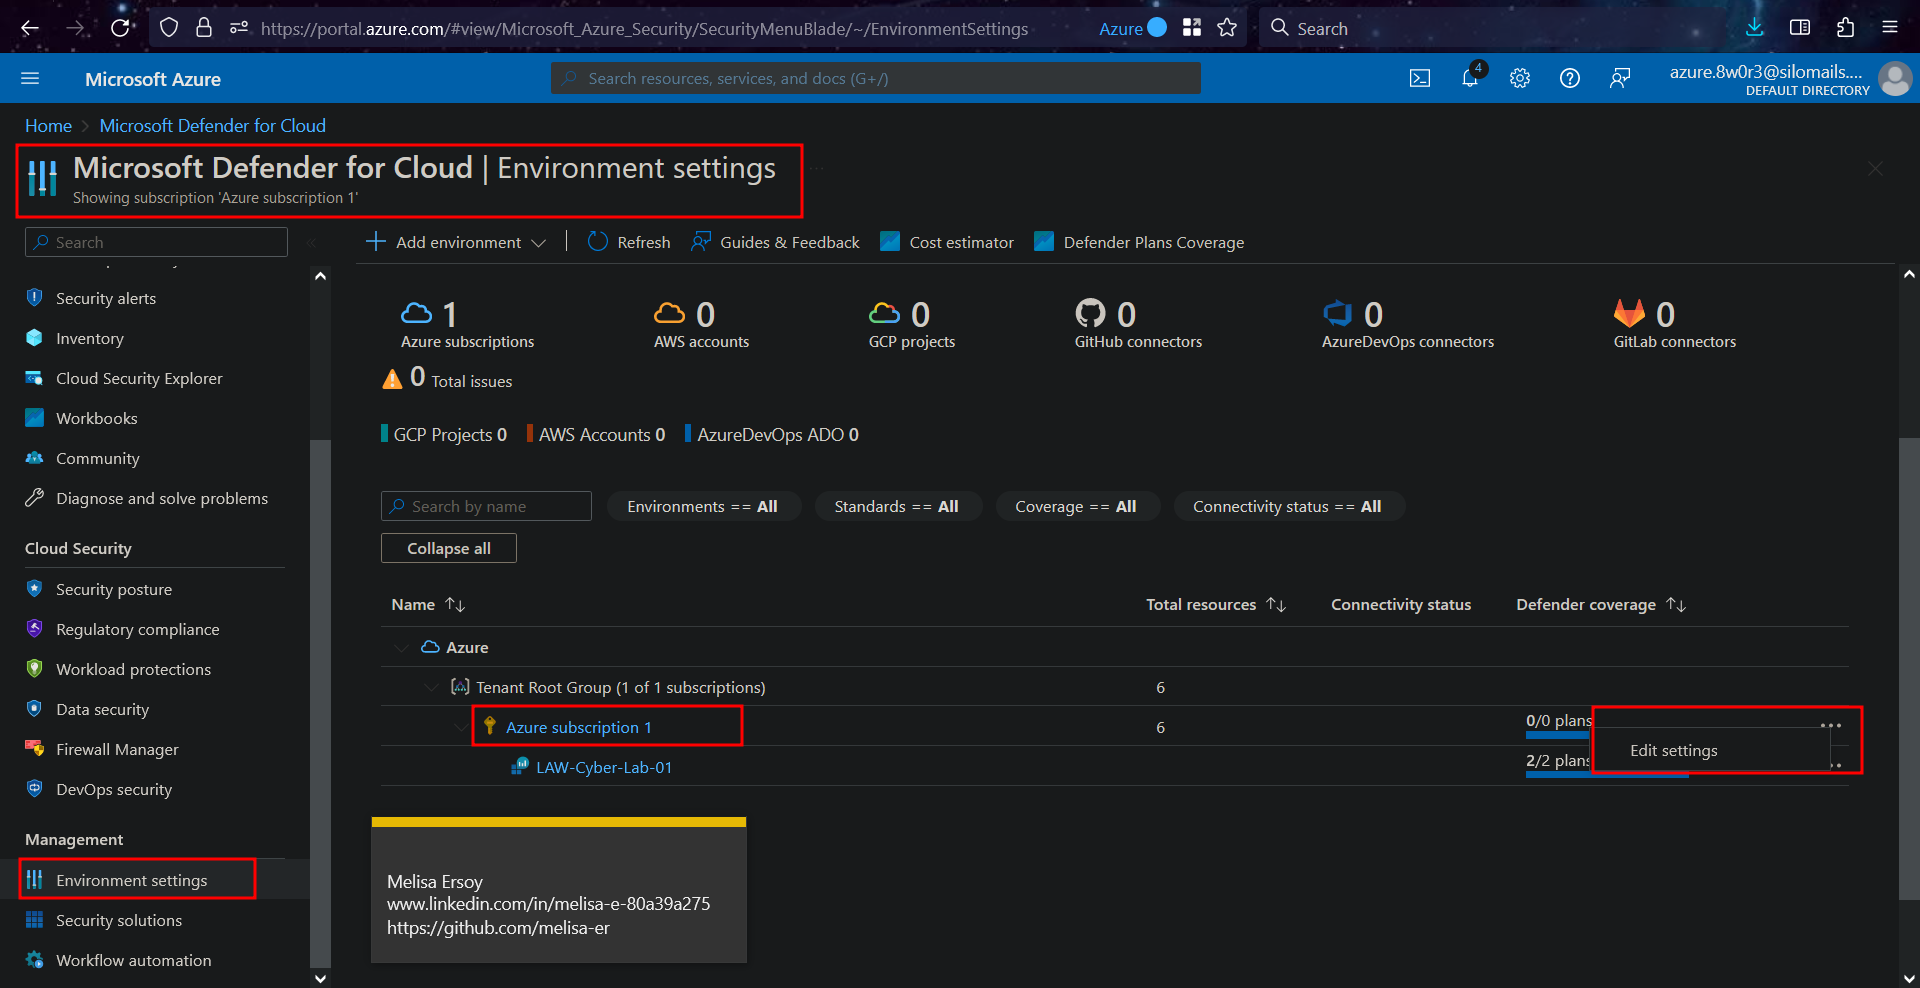 https://portal.azure.com/#view/Microsoft_Azure_Security/SecurityMenuBlade/~/EnvironmentSettings
Azure
Search
Microsoft Azure
Search resources, services, and docs (G+/)
4
azure.8w0r3@silomails....
DEFAULT DIRECTORY
Home > Microsoft Defender for Cloud
Microsoft Defender for Cloud | Environment settings
...
Showing subscription 'Azure subscription 1'
Search
«
Add environment
Refresh
Guides & Feedback
Cost estimator
Defender Plans Coverage
Security alerts
Inventory
Cloud Security Explorer
Workbooks
Community
Diagnose and solve problems
Cloud Security
Security posture
Regulatory compliance
Workload protections
Data security
Firewall Manager
DevOps security
Management
Environment settings
Security solutions
Workflow automation
1
Azure subscriptions
0
AWS accounts
0
GCP projects
0
GitHub connectors
0
AzureDevOps connectors
0
GitLab connectors
0 Total issues
GCP Projects 0
AWS Accounts 0
AzureDevOps ADO 0
Search by name
Environments == All
Standards == All
Coverage == All
Connectivity status == All
Collapse all
Name ↑↓
Total resources ↑↓
Connectivity status
Defender coverage ↑↓
Azure
Tenant Root Group (1 of 1 subscriptions)
6
Azure subscription 1
6
0/0 plans
...
Edit settings
LAW-Cyber-Lab-01
2/2 plans
Melisa Ersoy
www.linkedin.com/in/melisa-e-80a39a275
https://github.com/melisa-er